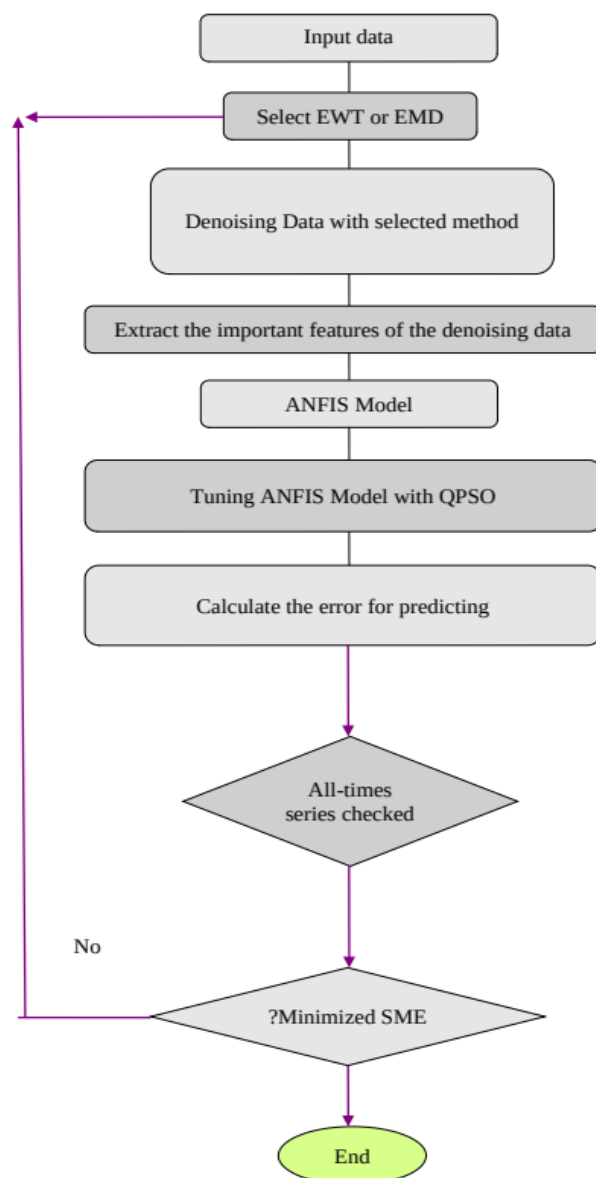 Input data
Select EWT or EMD
Denoising Data with selected method
Extract the important features of the denoising data
ANFIS Model
Tuning ANFIS Model with QPSO
Calculate the error for predicting
All-times
series checked
No
?Minimized SME
End